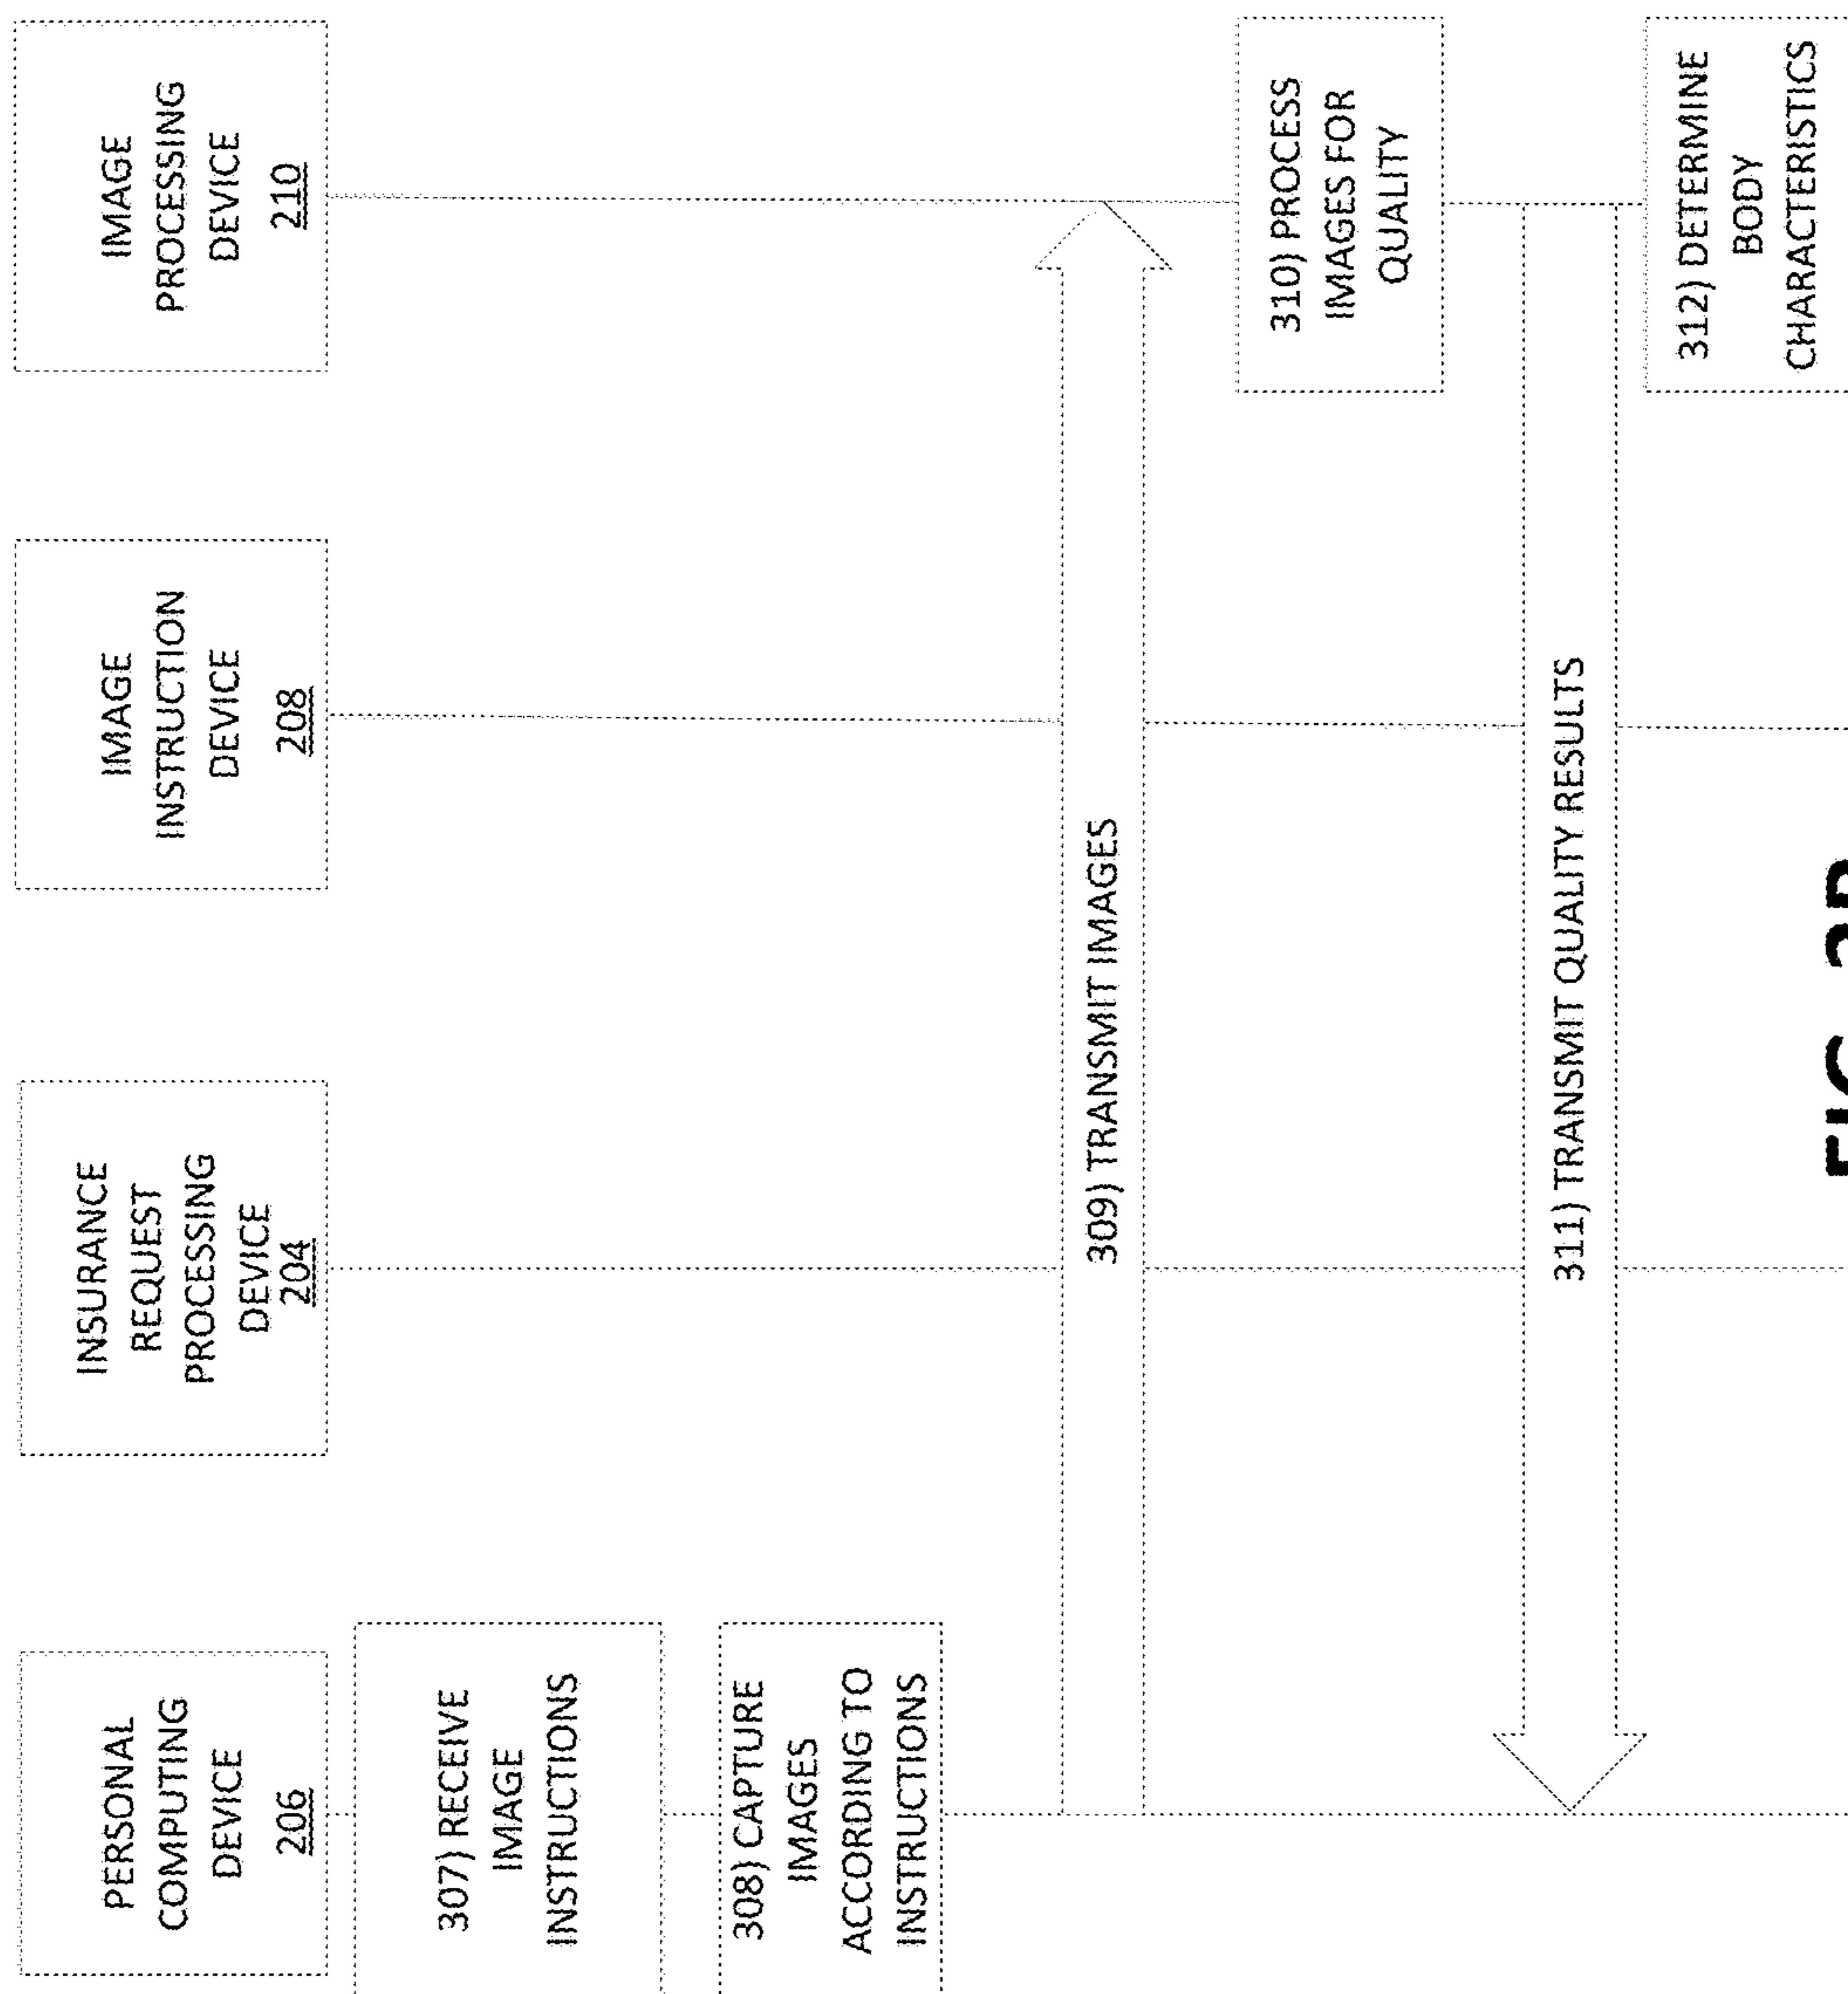 PERSONAL
COMPUTING
DEVICE
206
INSURANCE
REQUEST
PROCESSING
DEVICE
204
IMAGE
INSTRUCTION
DEVICE
208
IMAGE
PROCESSING
DEVICE
210
307) RECEIVE
IMAGE
INSTRUCTIONS
308) CAPTURE
IMAGES
ACCORDING TO
INSTRUCTIONS
309) TRANSMIT IMAGES
310) PROCESS
IMAGES FOR
QUALITY
311) TRANSMIT QUALITY RESULTS
312) DETERMINE
BODY
CHARACTERISTICS
FIG.